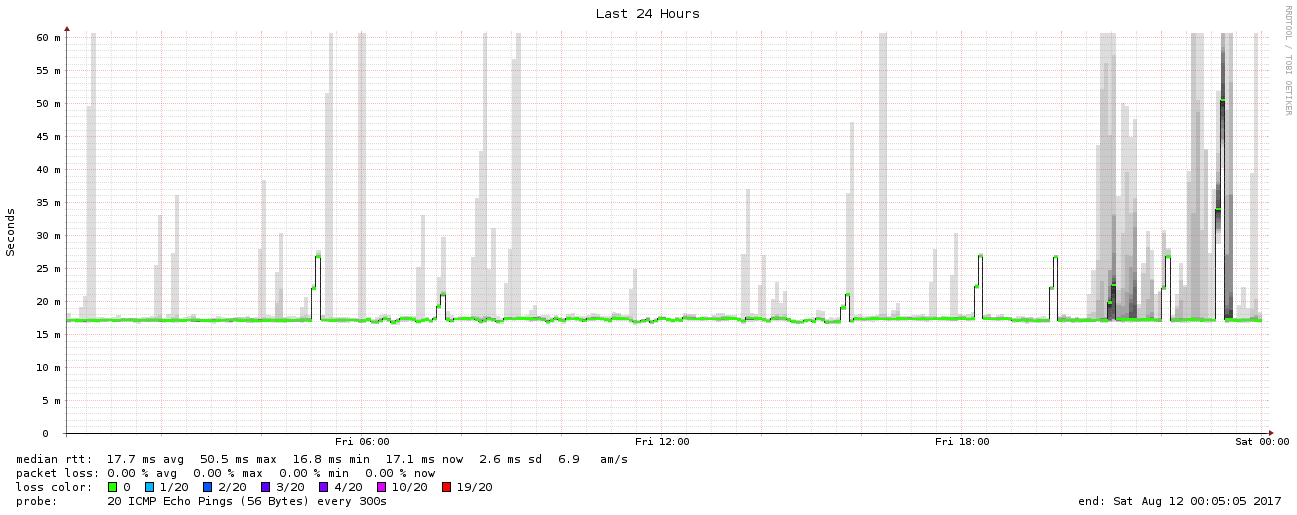 Last 24 Hours
RRDTOOL / TOBI OETIKER
Seconds
60 m
55 m
50 m
45 m
40 m
35 m
30 m
25 m
20 m
15 m
10 m
5 m
0
Fri 06:00 Fri 12:00 Fri 18:00 Sat 00:00
median rtt: 17.7 ms avg 50.5 ms max 16.8 ms min 17.1 ms now 2.6 ms sd 6.9 am/s
packet loss: 0.00 % avg 0.00 % max 0.00 % min 0.00 % now
loss color: 0 1/20 2/20 3/20 4/20 10/20 19/20
probe: 20 ICMP Echo Pings (56 Bytes) every 300s end: Sat Aug 12 00:05:05 2017